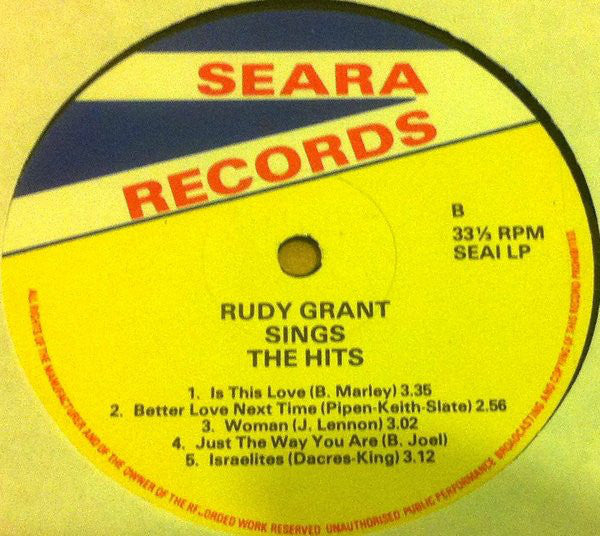 SEARA
RECORDS
B
33⅓ RPM
SEAI LP
RUDY GRANT
SINGS
THE HITS
1. Is This Love (B. Marley) 3.35
2. Better Love Next Time (Pipen-Keith-Slate) 2.56
3. Woman (J. Lennon) 3.02
4. Just The Way You Are (B. Joel)
5. Israelites (Dacres-King) 3.12
ALL RIGHTS OF THE MANUFACTURER AND OF THE OWNER OF THE RECORDED WORK RESERVED UNAUTHORISED PUBLIC PERFORMANCE BROADCASTING AND COPYING OF THIS RECORD PROHIBITED